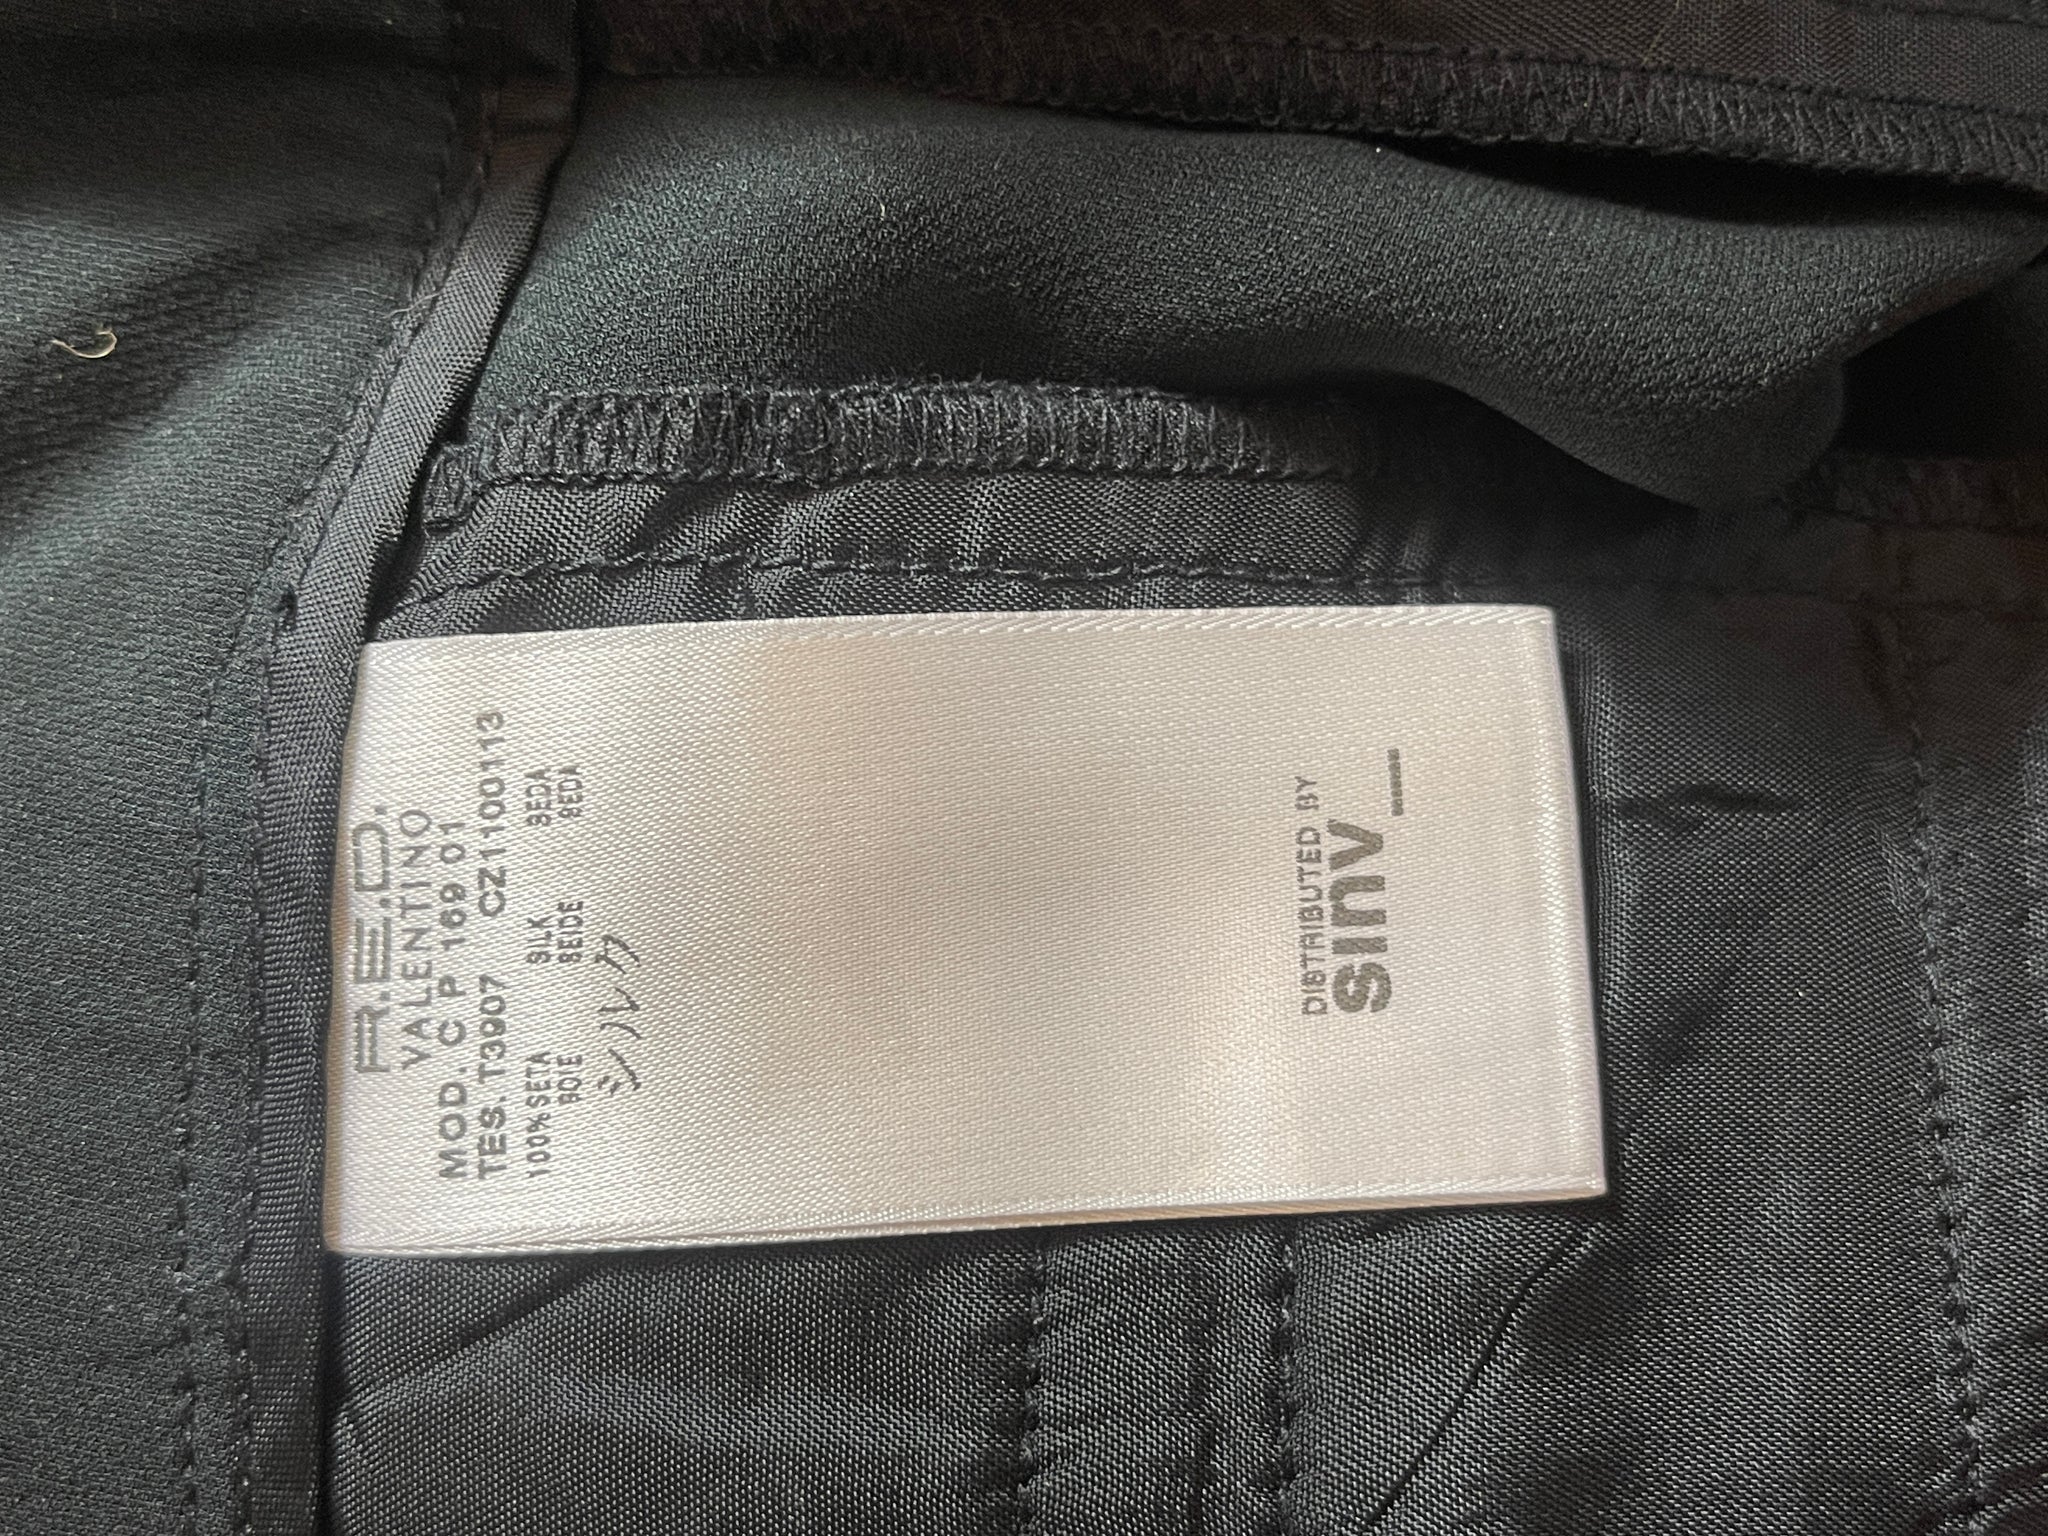 R.E.D.
VALENTINO
MOD. C P 169 01
TES. T3907 CZ1100113
100% SETA SILK SEDA
SOIE SEIDE SEDA
シルク
DISTRIBUTED BY
sinv_